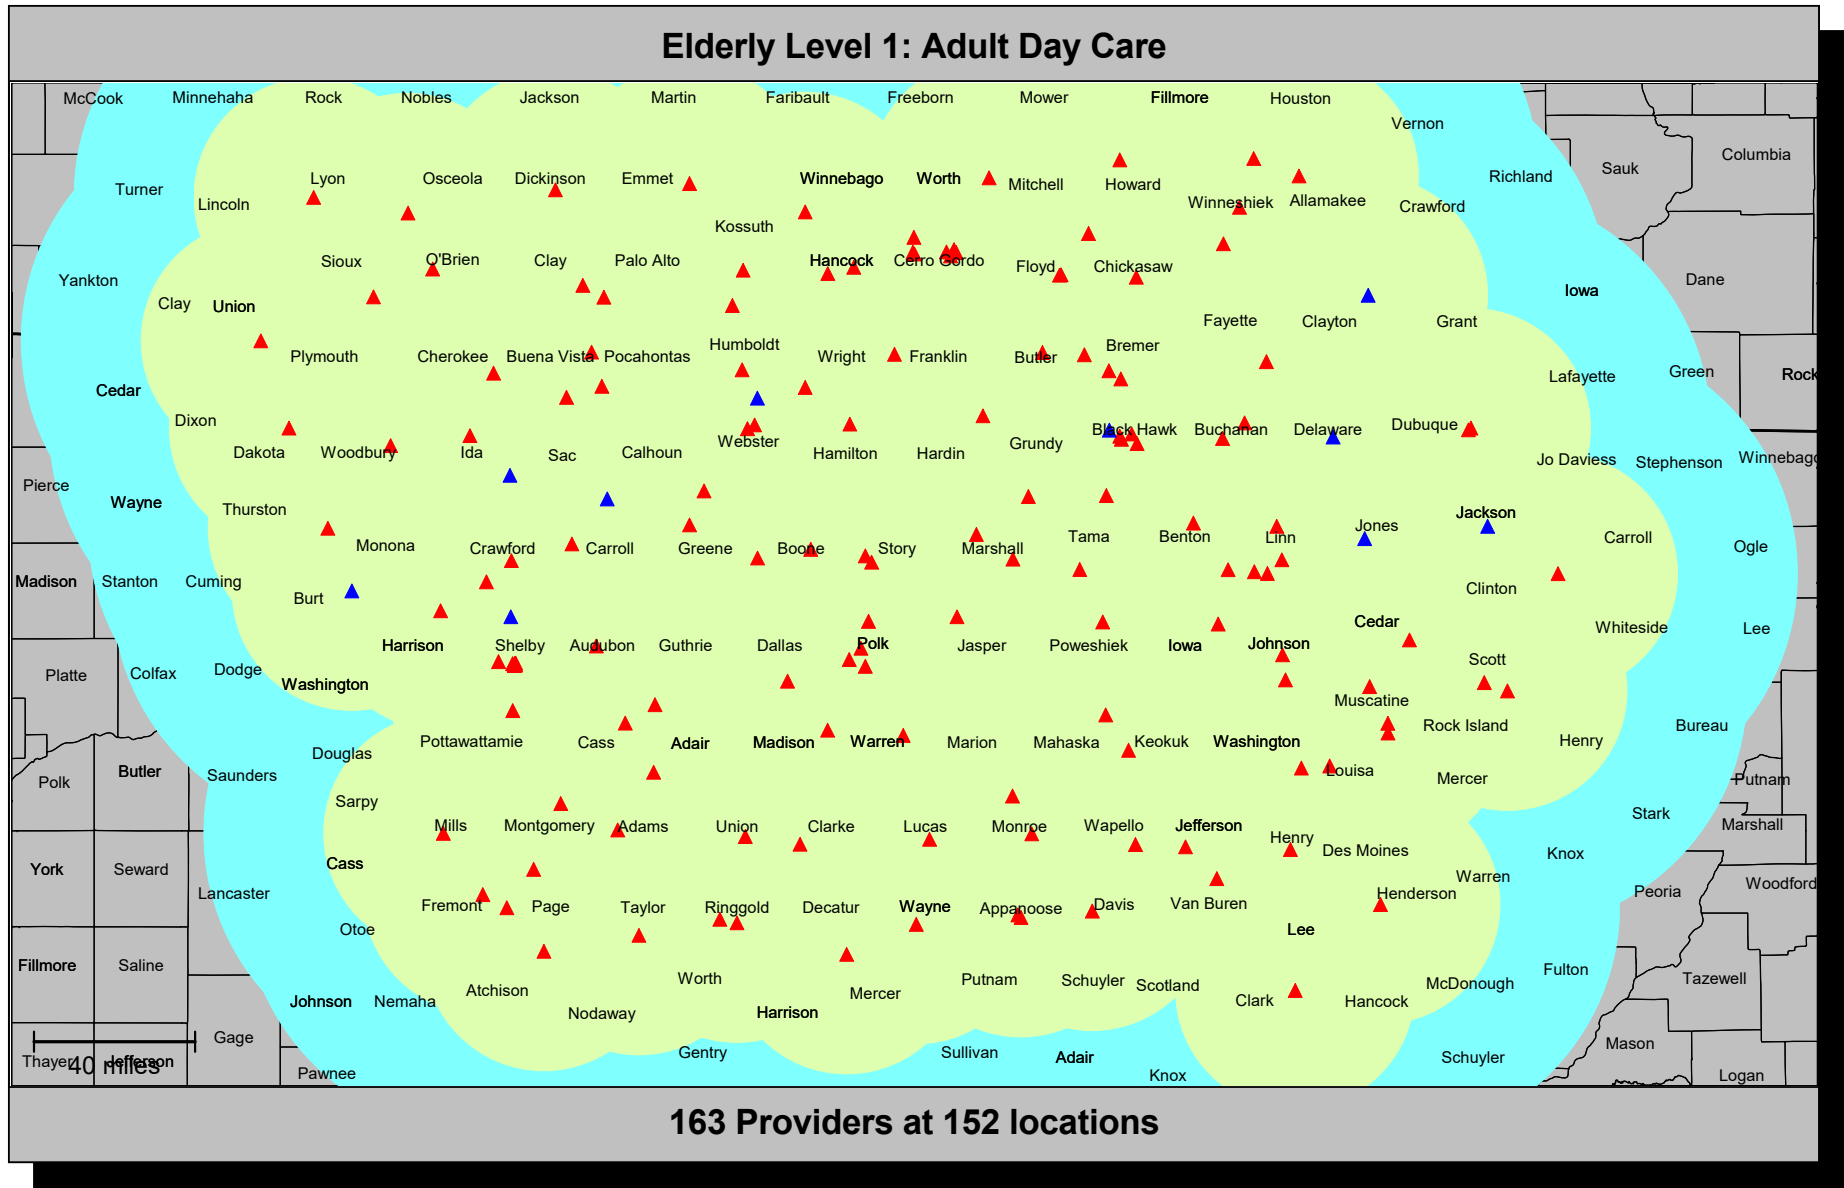 Elderly Level 1: Adult Day Care
McCook Minnehaha Rock Nobles Jackson Martin Faribault Freeborn Mower Fillmore Houston
Vernon
Columbia
Sauk
Lyon Osceola Dickinson Emmet Winnebago Worth Mitchell Howard Richland
Turner
Lincoln Kossuth Winneshiek Allamakee Crawford
Sioux O'Brien Clay Palo Alto Hancock Cerro Gordo Floyd Chickasaw
Yankton Iowa Dane
Clay Union
Fayette Clayton Grant
Plymouth Cherokee Buena Vista Pocahontas Humboldt Wright Franklin Butler Bremer
Cedar Lafayette Green Rock
Dixon Webster Black Hawk Buchanan Delaware Dubuque
Dakota Woodbury Ida Sac Calhoun Hamilton Hardin Grundy
Jo Daviess Stephenson Winnebago
Pierce
Wayne Thurston Jackson
Monona Crawford Carroll Greene Boone Story Marshall Tama Benton Linn Jones Carroll Ogle
Madison Stanton Cuming Burt Clinton
Harrison Shelby Audubon Guthrie Dallas Polk Jasper Poweshiek Iowa Johnson Cedar Whiteside Lee
Platte Colfax Dodge Washington Scott
Muscatine
Douglas Pottawattamie Cass Adair Madison Warren Marion Mahaska Keokuk Washington Rock Island Henry Bureau
Polk Butler Saunders Louisa Mercer Putnam
Sarpy
Mills Montgomery Adams Union Clarke Lucas Monroe Wapello Jefferson Henry Stark Marshall
Des Moines Knox
York Seward Cass Warren
Lancaster Henderson Peoria Woodford
Fremont Page Taylor Ringgold Decatur Wayne Appanoose Davis Van Buren
Otoe Lee
Fillmore Saline Fulton
Worth Putnam Schuyler Scotland McDonough Tazewell
Atchison Mercer
Johnson Nemaha Nodaway Harrison Clark Hancock
Gage Mason
Thayer Jefferson Gentry Sullivan Adair Schuyler
40 miles
Pawnee Knox Logan
163 Providers at 152 locations